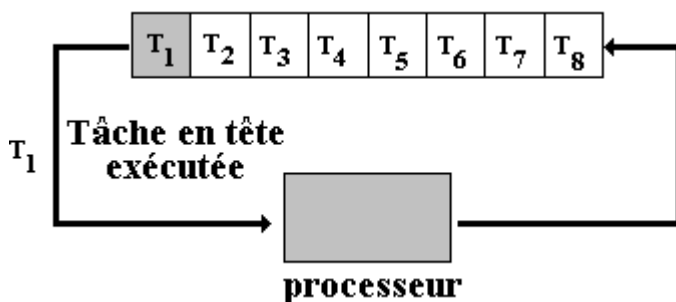 T1 T2 T3 T4 T5 T6 T7 T8
Tâche en tête
exécutée
T1
processeur